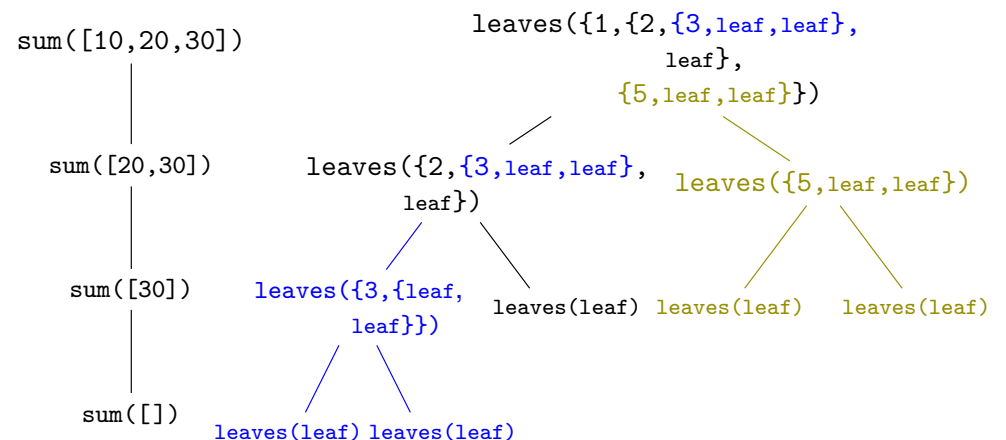 sum([10,20,30])
sum([20,30])
sum([30])
sum([])
leaves({1,{2,{3,leaf,leaf},
leaf},
{5,leaf,leaf}})
leaves({2,{3,leaf,leaf},
leaf})
leaves({5,leaf,leaf})
leaves({3,{leaf,
leaf}})
leaves(leaf)
leaves(leaf)
leaves(leaf)
leaves(leaf)
leaves(leaf)